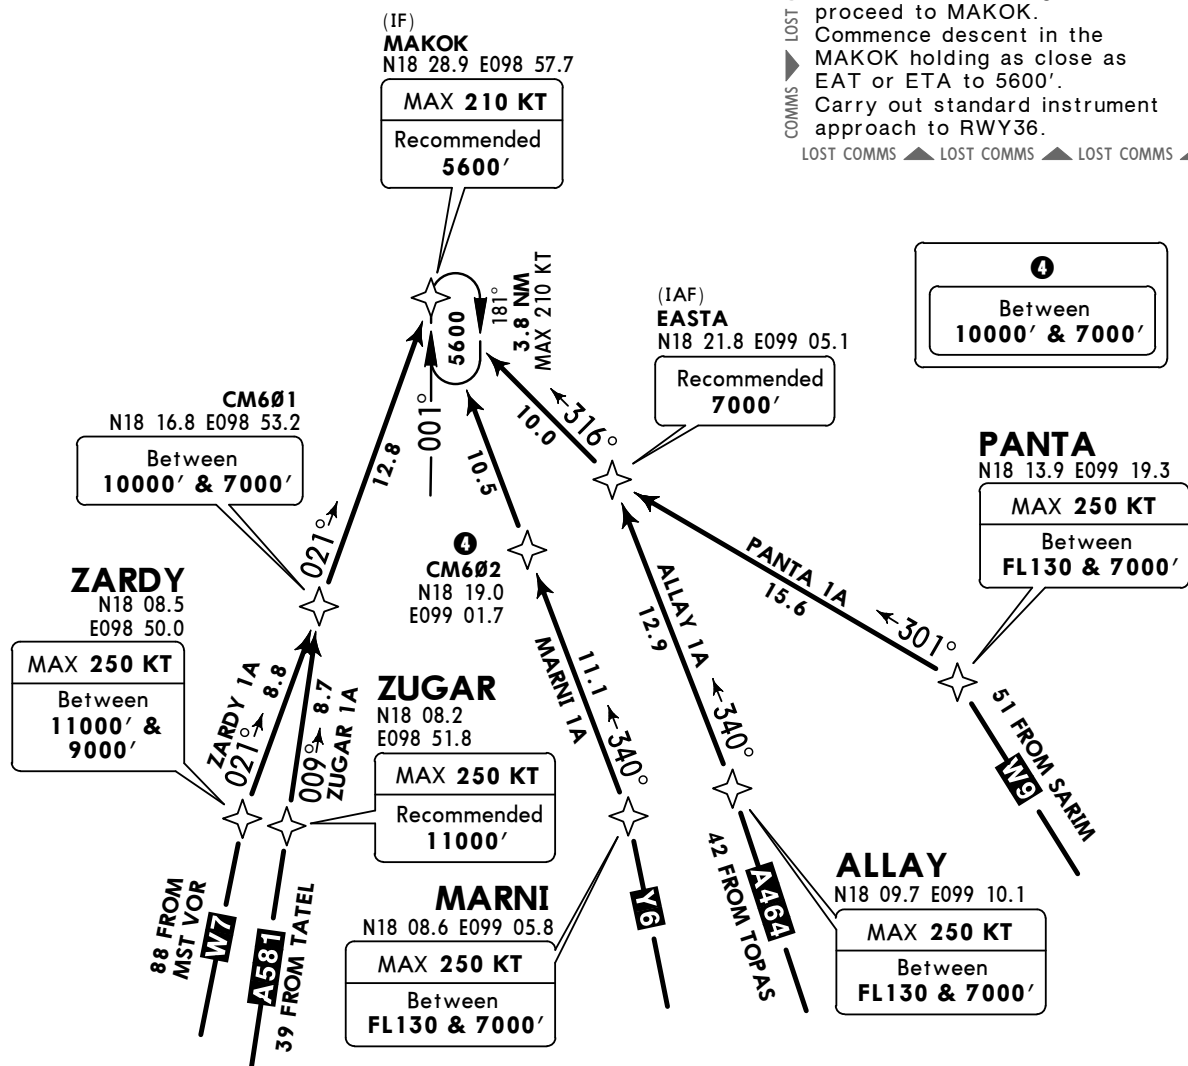 (IF)
MAKOK
N18 28.9 E098 57.7
MAX 210 KT
Recommended
5600′
proceed to MAKOK.
Commence descent in the
MAKOK holding as close as
EAT or ETA to 5600′.
Carry out standard instrument
approach to RWY36.
LOST
COMMS
LOST COMMS LOST COMMS LOST COMMS
4
Between
10000′ & 7000′
5600
181°
3.8 NM
MAX 210 KT
001°
(IAF)
EASTA
N18 21.8 E099 05.1
Recommended
7000′
316°
10.0
CM6Ø1
N18 16.8 E098 53.2
Between
10000′ & 7000′
12.8
021°
10.5
4
CM6Ø2
N18 19.0
E099 01.7
PANTA
N18 13.9 E099 19.3
MAX 250 KT
Between
FL130 & 7000′
PANTA 1A
15.6
301°
51 FROM SARIM
W9
ZARDY
N18 08.5
E098 50.0
MAX 250 KT
Between
11000′ &
9000′
ZARDY 1A
021° 8.8
009° 8.7
ZUGAR 1A
ZUGAR
N18 08.2
E098 51.8
MAX 250 KT
Recommended
11000′
MARNI 1A
11.1
340°
ALLAY 1A
12.9
340°
88 FROM
MST VOR
W7
A581
39 FROM TATEL
MARNI
N18 08.6 E099 05.8
MAX 250 KT
Between
FL130 & 7000′
Y6
42 FROM TOPAS
A464
ALLAY
N18 09.7 E099 10.1
MAX 250 KT
Between
FL130 & 7000′